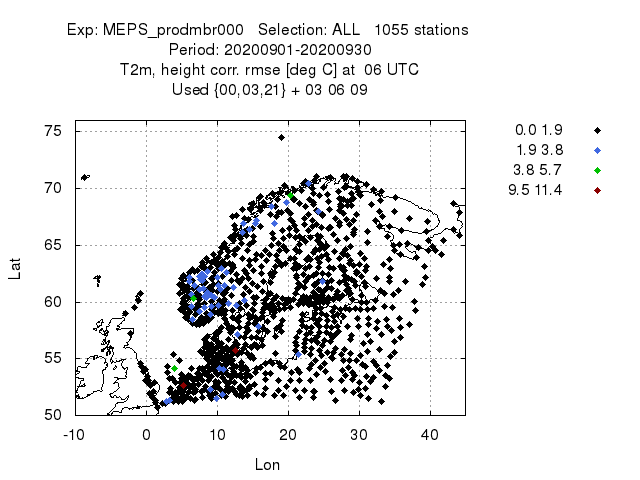 Exp: MEPS_prodmbr000   Selection: ALL   1055 stations
Period: 20200901-20200930
T2m, height corr. rmse [deg C] at  06 UTC
Used {00,03,21} + 03 06 09
0.0 1.9
1.9 3.8
3.8 5.7
9.5 11.4
75
70
65
60
55
50
Lat
-10 0 10 20 30 40
Lon